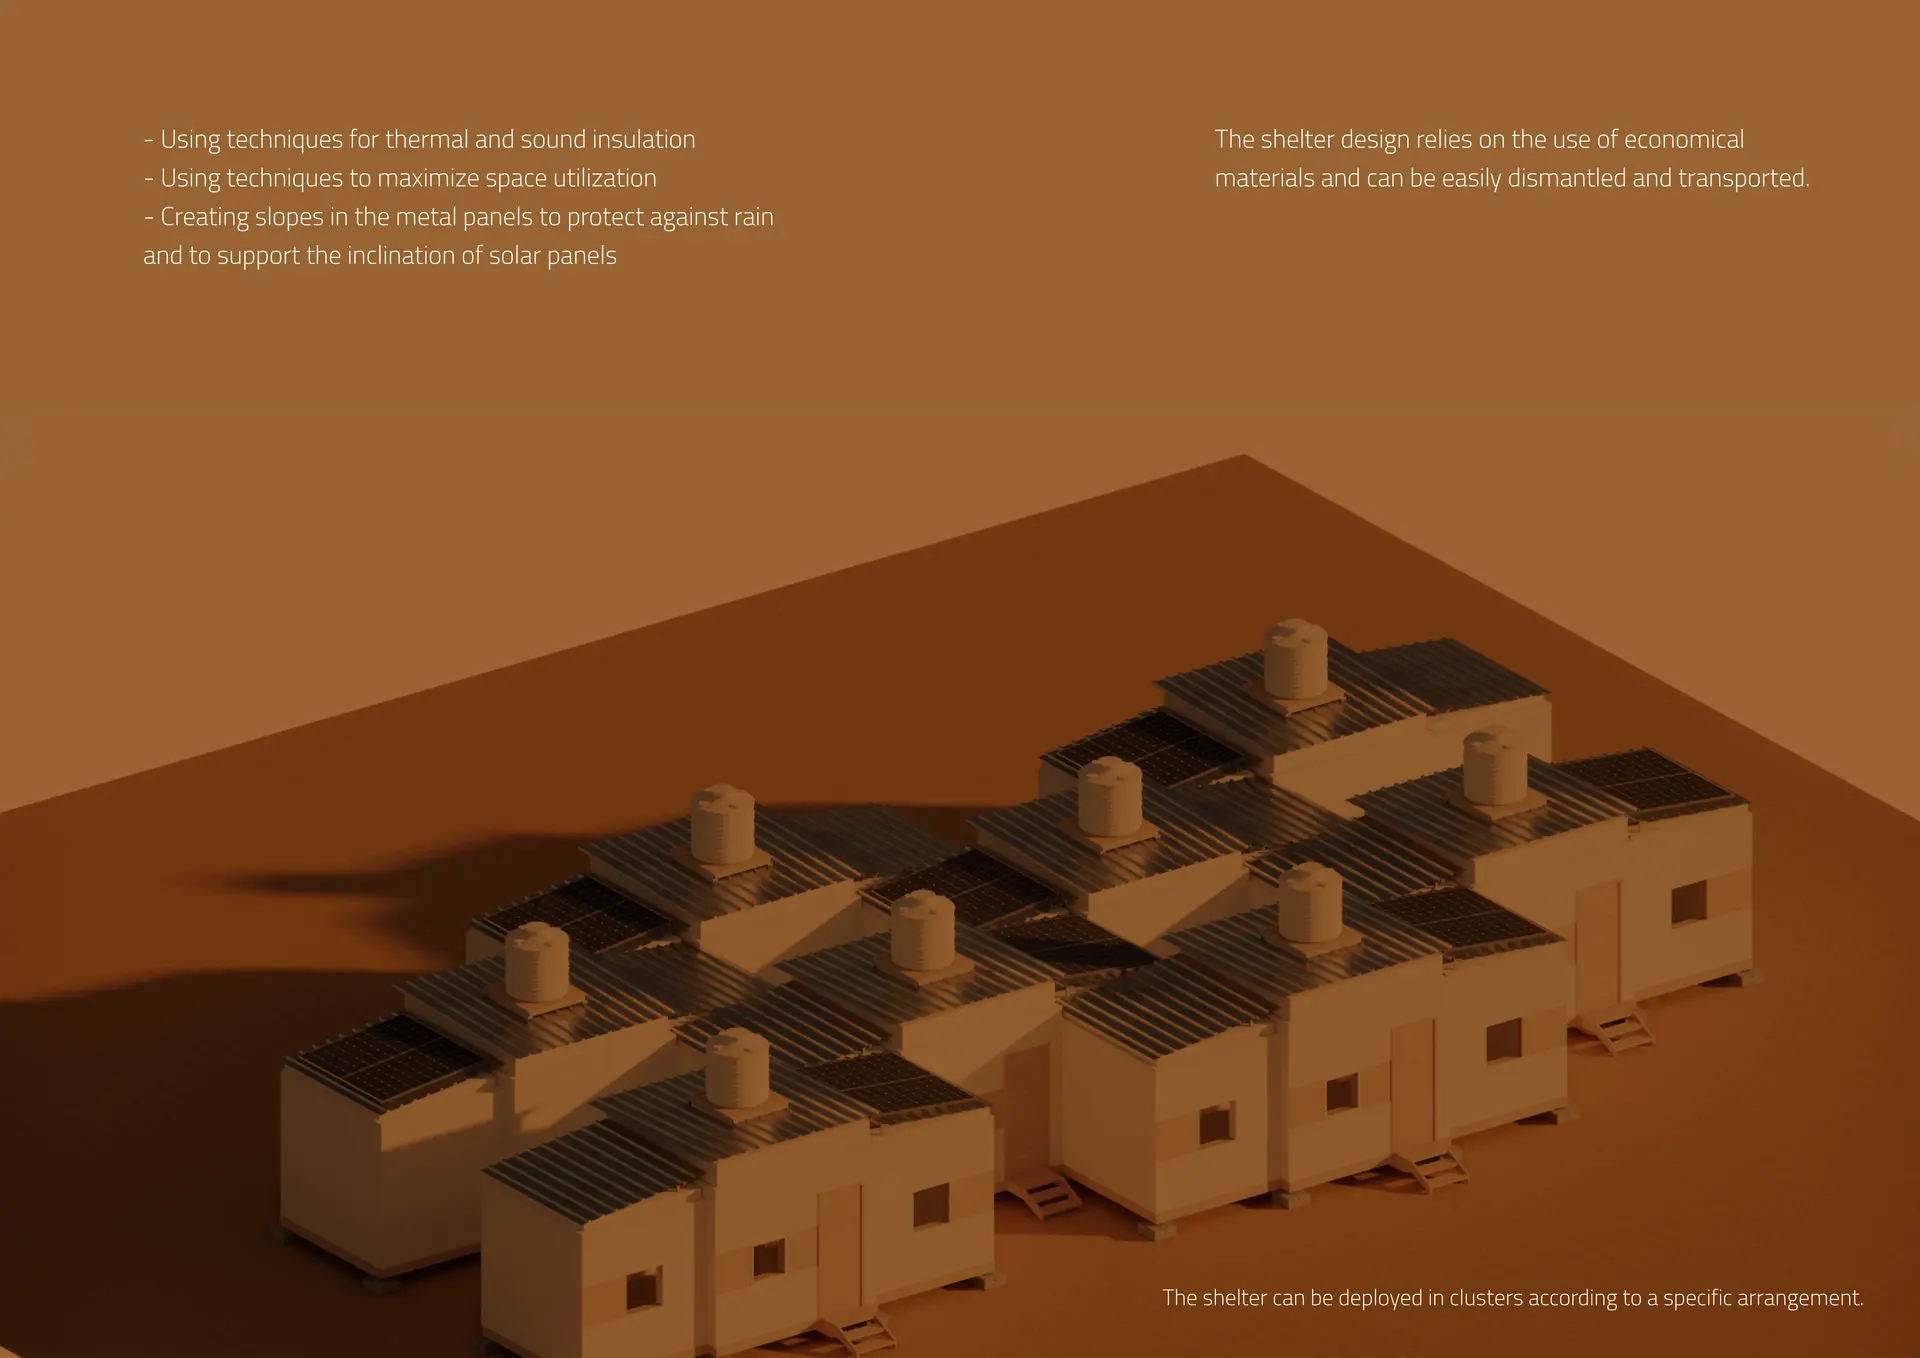 - Using techniques for thermal and sound insulation
- Using techniques to maximize space utilization
- Creating slopes in the metal panels to protect against rain
and to support the inclination of solar panels
The shelter design relies on the use of economical
materials and can be easily dismantled and transported.
The shelter can be deployed in clusters according to a specific arrangement.